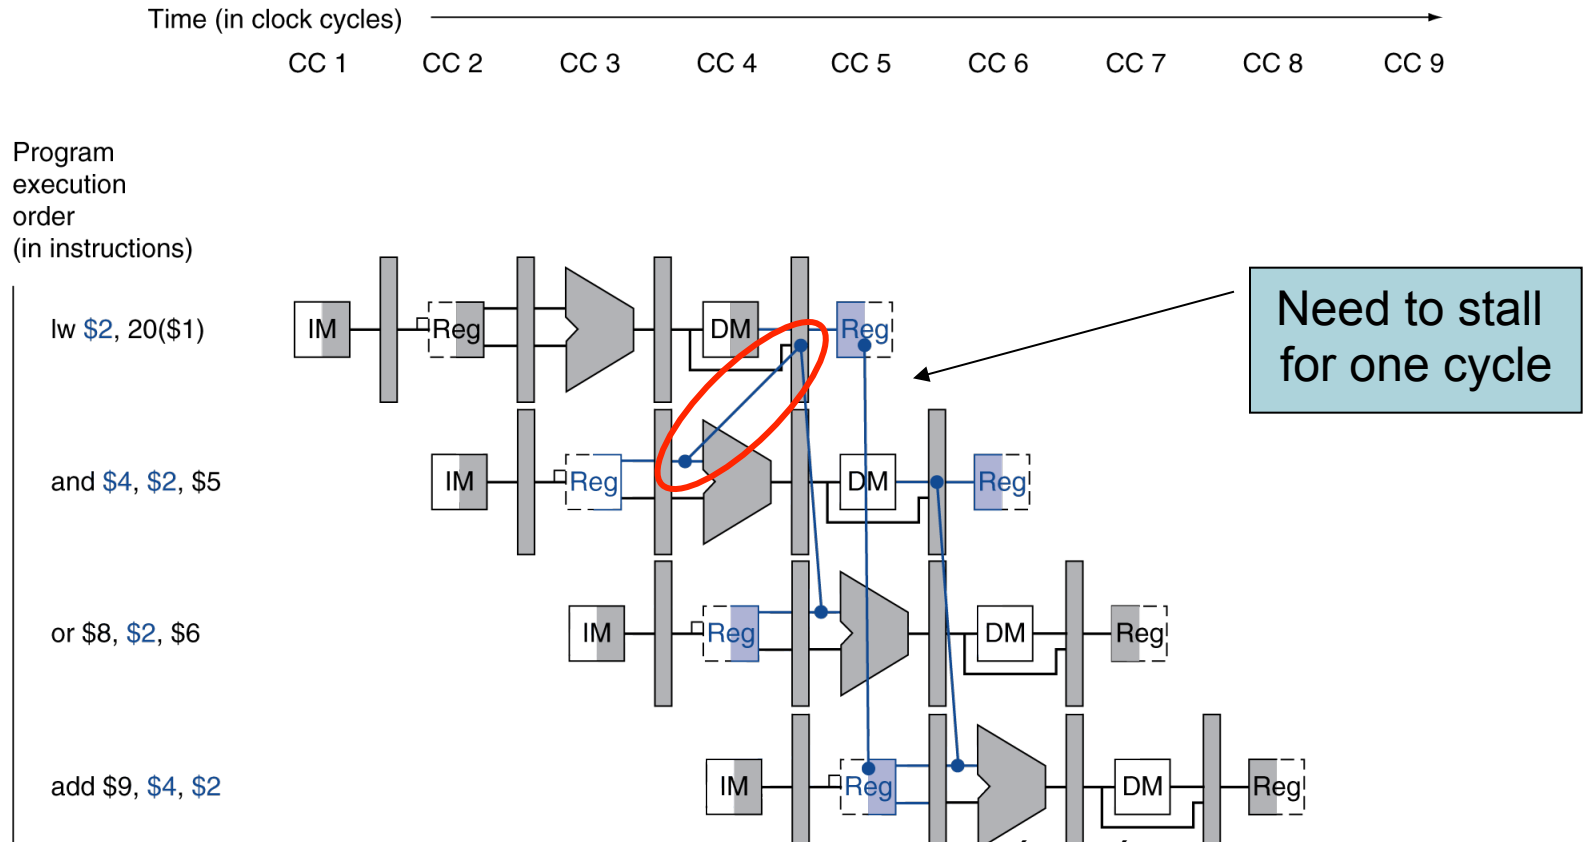 Time (in clock cycles)
CC 1 CC 2 CC 3 CC 4 CC 5 CC 6 CC 7 CC 8 CC 9
Program
execution
order
(in instructions)
lw $2, 20($1)
IM Reg DM Reg
Need to stall
for one cycle
and $4, $2, $5
IM Reg DM Reg
or $8, $2, $6
IM Reg DM Reg
add $9, $4, $2
IM Reg DM Reg